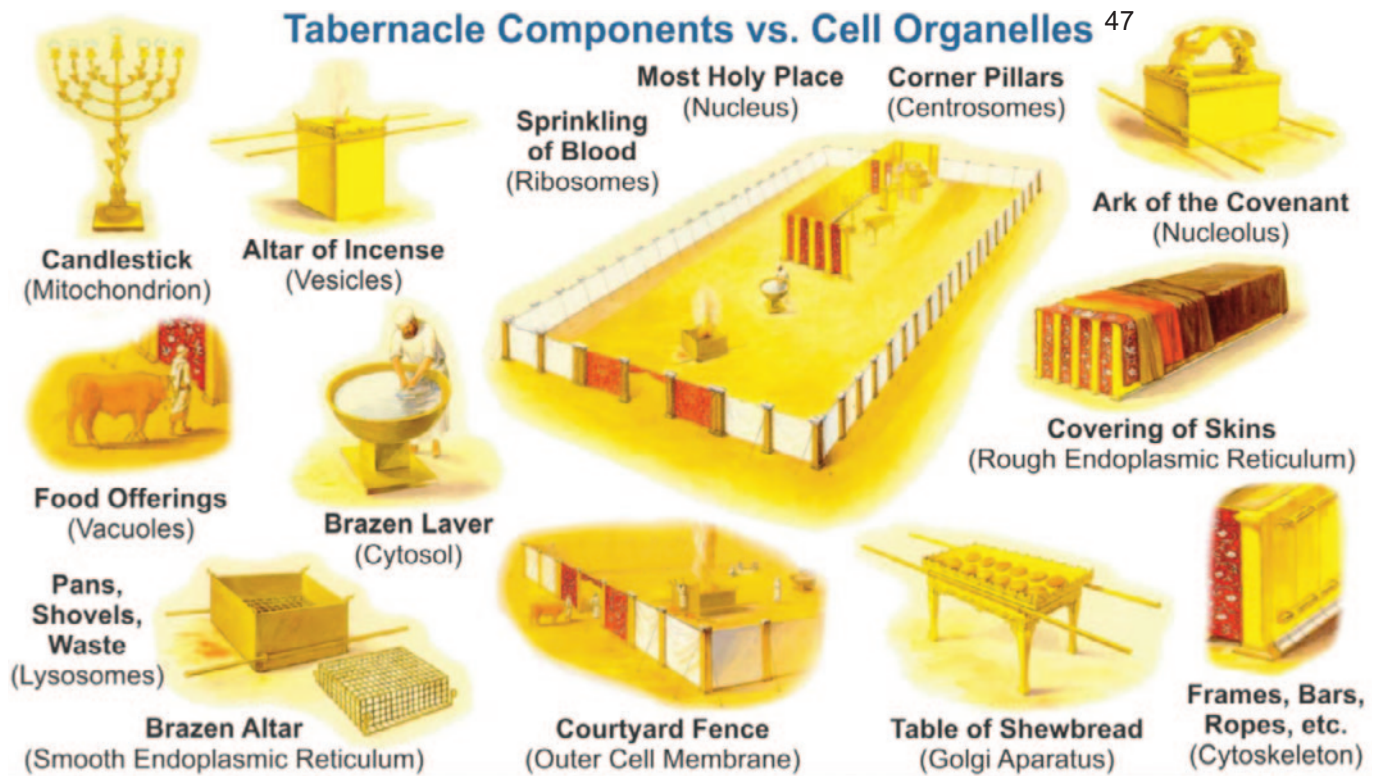 Tabernacle Components vs. Cell Organelles 47
Most Holy Place
(Nucleus)
Corner Pillars
(Centrosomes)
Sprinkling
of Blood
(Ribosomes)
Candlestick
(Mitochondrion)
Altar of Incense
(Vesicles)
Ark of the Covenant
(Nucleolus)
Food Offerings
(Vacuoles)
Brazen Laver
(Cytosol)
Covering of Skins
(Rough Endoplasmic Reticulum)
Pans,
Shovels,
Waste
(Lysosomes)
Brazen Altar
(Smooth Endoplasmic Reticulum)
Courtyard Fence
(Outer Cell Membrane)
Table of Shewbread
(Golgi Aparatus)
Frames, Bars,
Ropes, etc.
(Cytoskeleton)